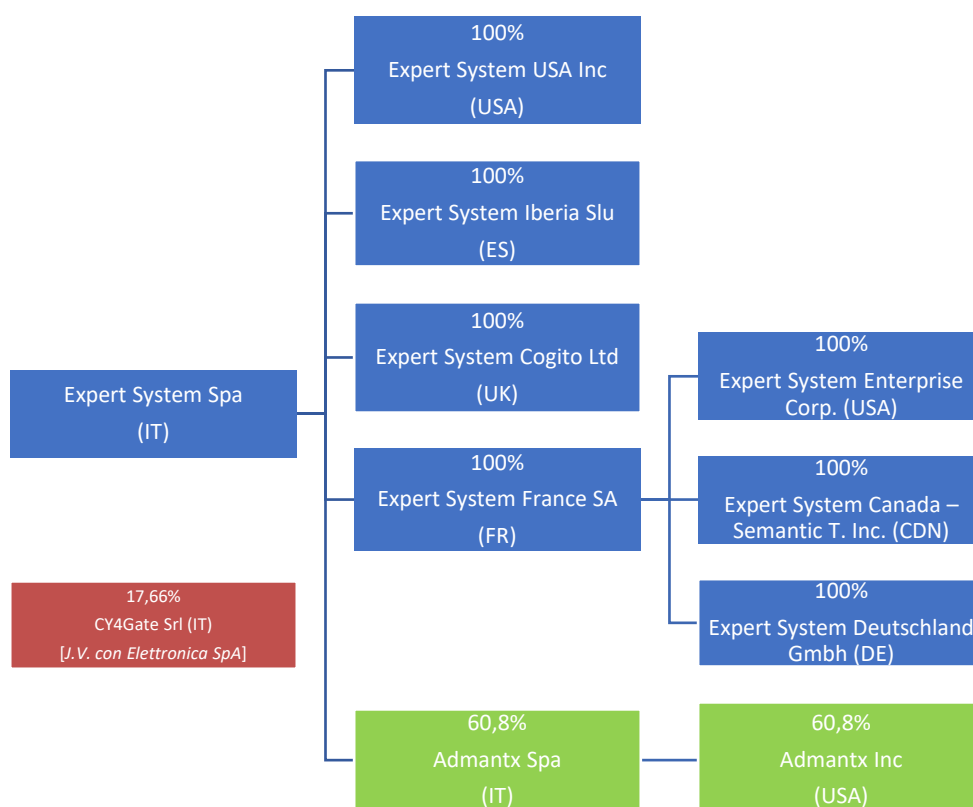 100%
Expert System USA Inc
(USA)
100%
Expert System Iberia Slu
(ES)
100%
Expert System Cogito Ltd
(UK)
100%
Expert System Enterprise
Corp. (USA)
Expert System Spa
(IT)
100%
Expert System France SA
(FR)
100%
Expert System Canada –
Semantic T. Inc. (CDN)
17,66%
CY4Gate Srl (IT)
[J.V. con Elettronica SpA]
100%
Expert System Deutschland
Gmbh (DE)
60,8%
Admantx Spa
(IT)
60,8%
Admantx Inc
(USA)